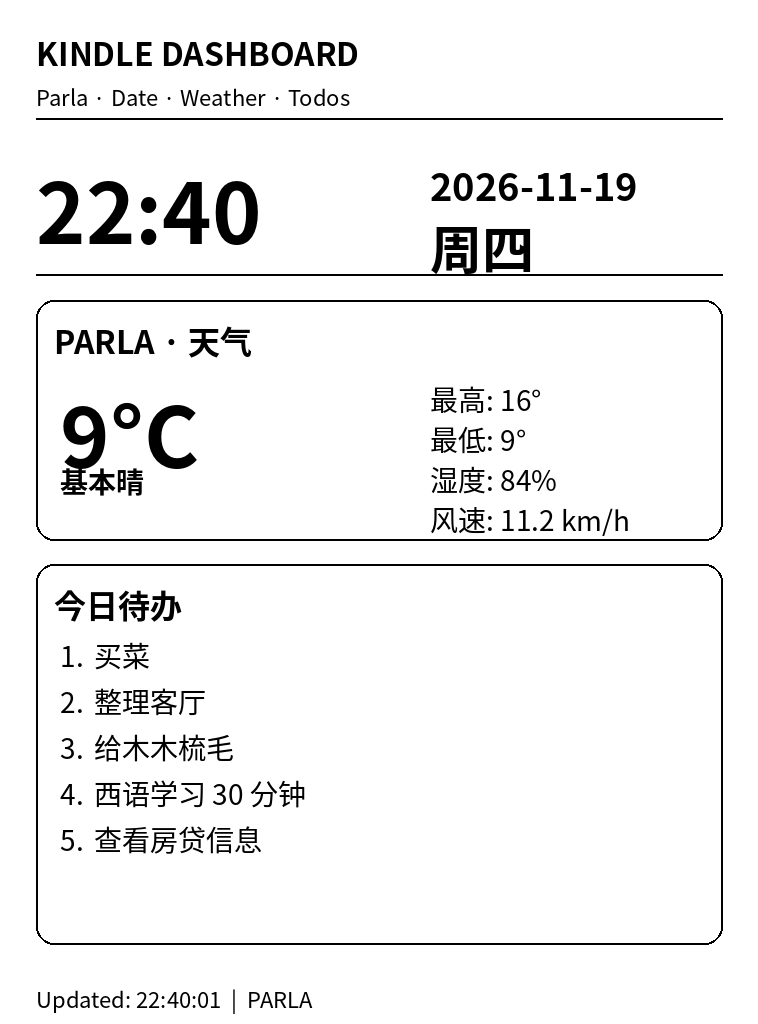 KINDLE DASHBOARD
Parla · Date · Weather · Todos
22:40
2026-11-19
周四
PARLA · 天气
9°C
基本晴
最高: 16°
最低: 9°
湿度: 84%
风速: 11.2 km/h
今日待办
1. 买菜
2. 整理客厅
3. 给木木梳毛
4. 西语学习 30 分钟
5. 查看房贷信息
Updated: 22:40:01 | PARLA